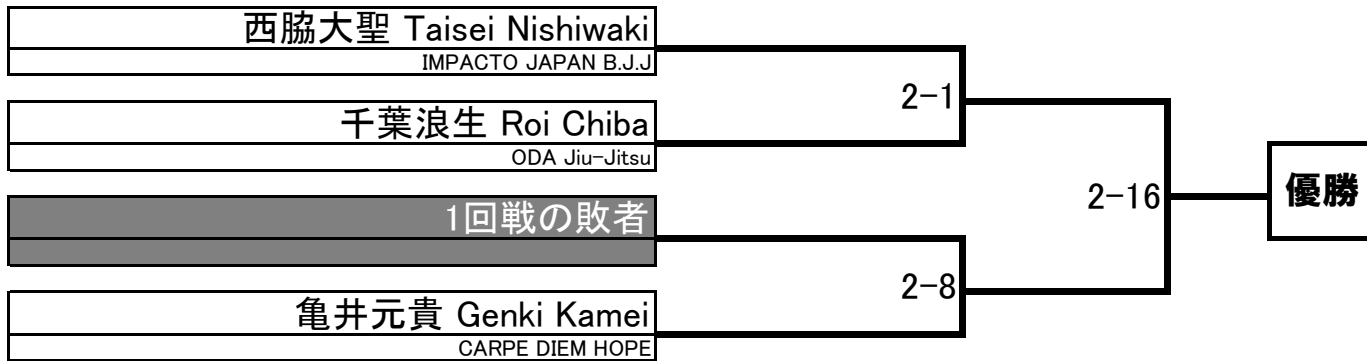 西脇大聖 Taisei Nishiwaki
IMPACTO JAPAN B.J.J
2-1
千葉浪生 Roi Chiba
ODA Jiu-Jitsu
2-16
優勝
1回戦の敗者
2-8
亀井元貴 Genki Kamei
CARPE DIEM HOPE